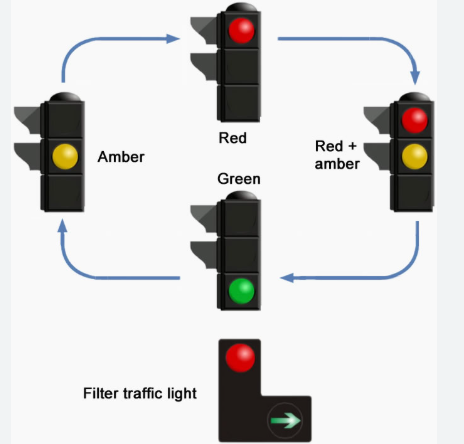 Red
Amber
Red +
amber
Green
Filter traffic light